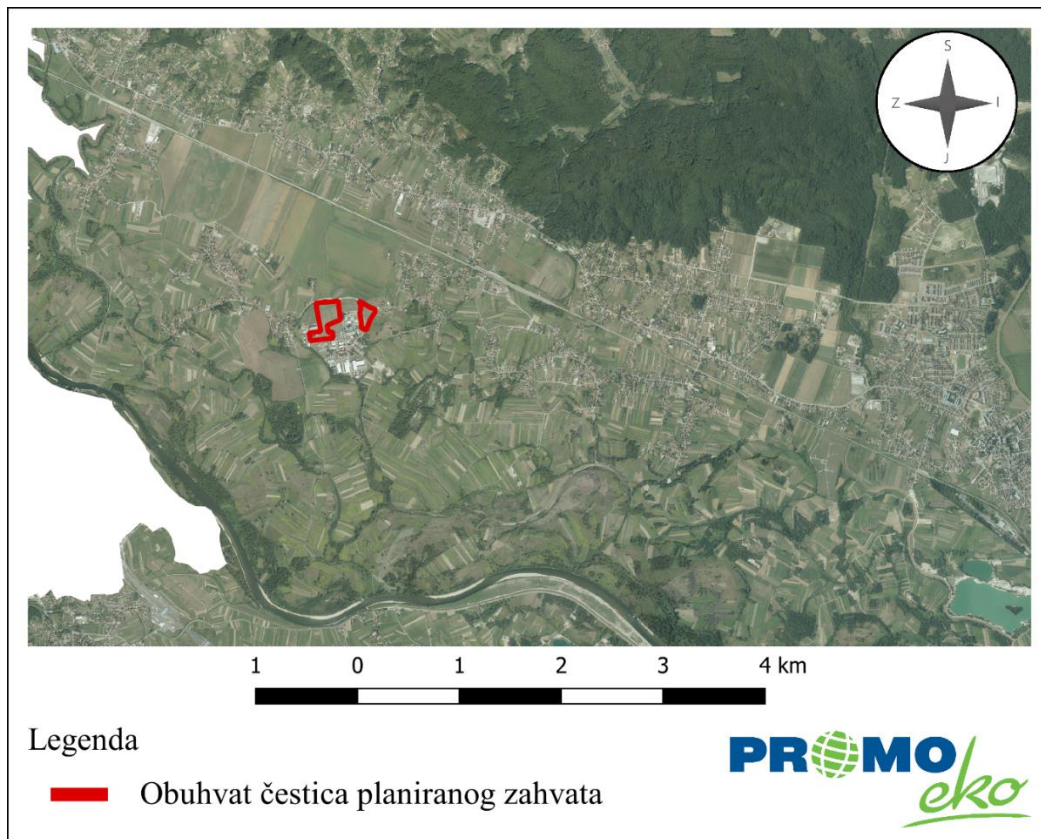 S
Z I
J
1 0 1 2 3 4 km
Legenda
Obuhvat čestica planiranog zahvata
PROMO
eko